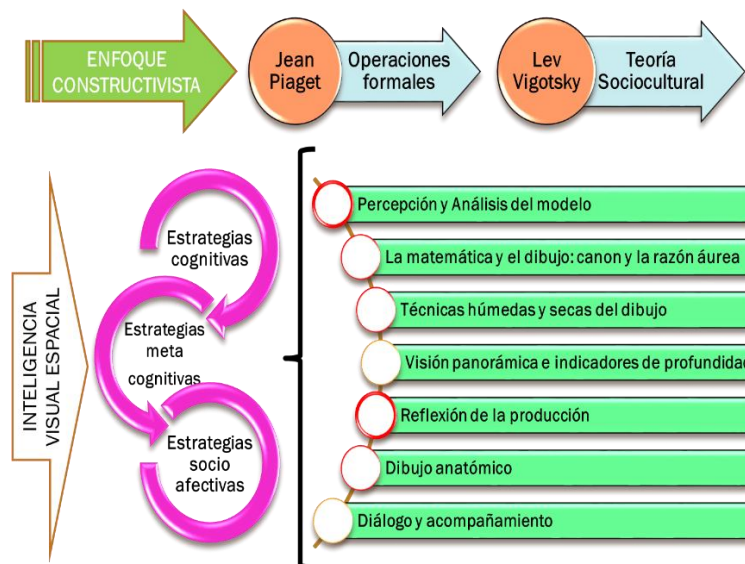 ENFOQUE
CONSTRUCTIVISTA
Jean
Piaget
Operaciones
formales
Lev
Vigotsky
Teoría
Sociocultural
INTELIGENCIA
VISUAL ESPACIAL
Estrategias
cognitivas
Estrategias
meta
cognitivas
Estrategias
socio
afectivas
Percepción y Análisis del modelo
La matemática y el dibujo: canon y la razón áurea
Técnicas húmedas y secas del dibujo
Visión panorámica e indicadores de profundidad
Reflexión de la producción
Dibujo anatómico
Diálogo y acompañamiento